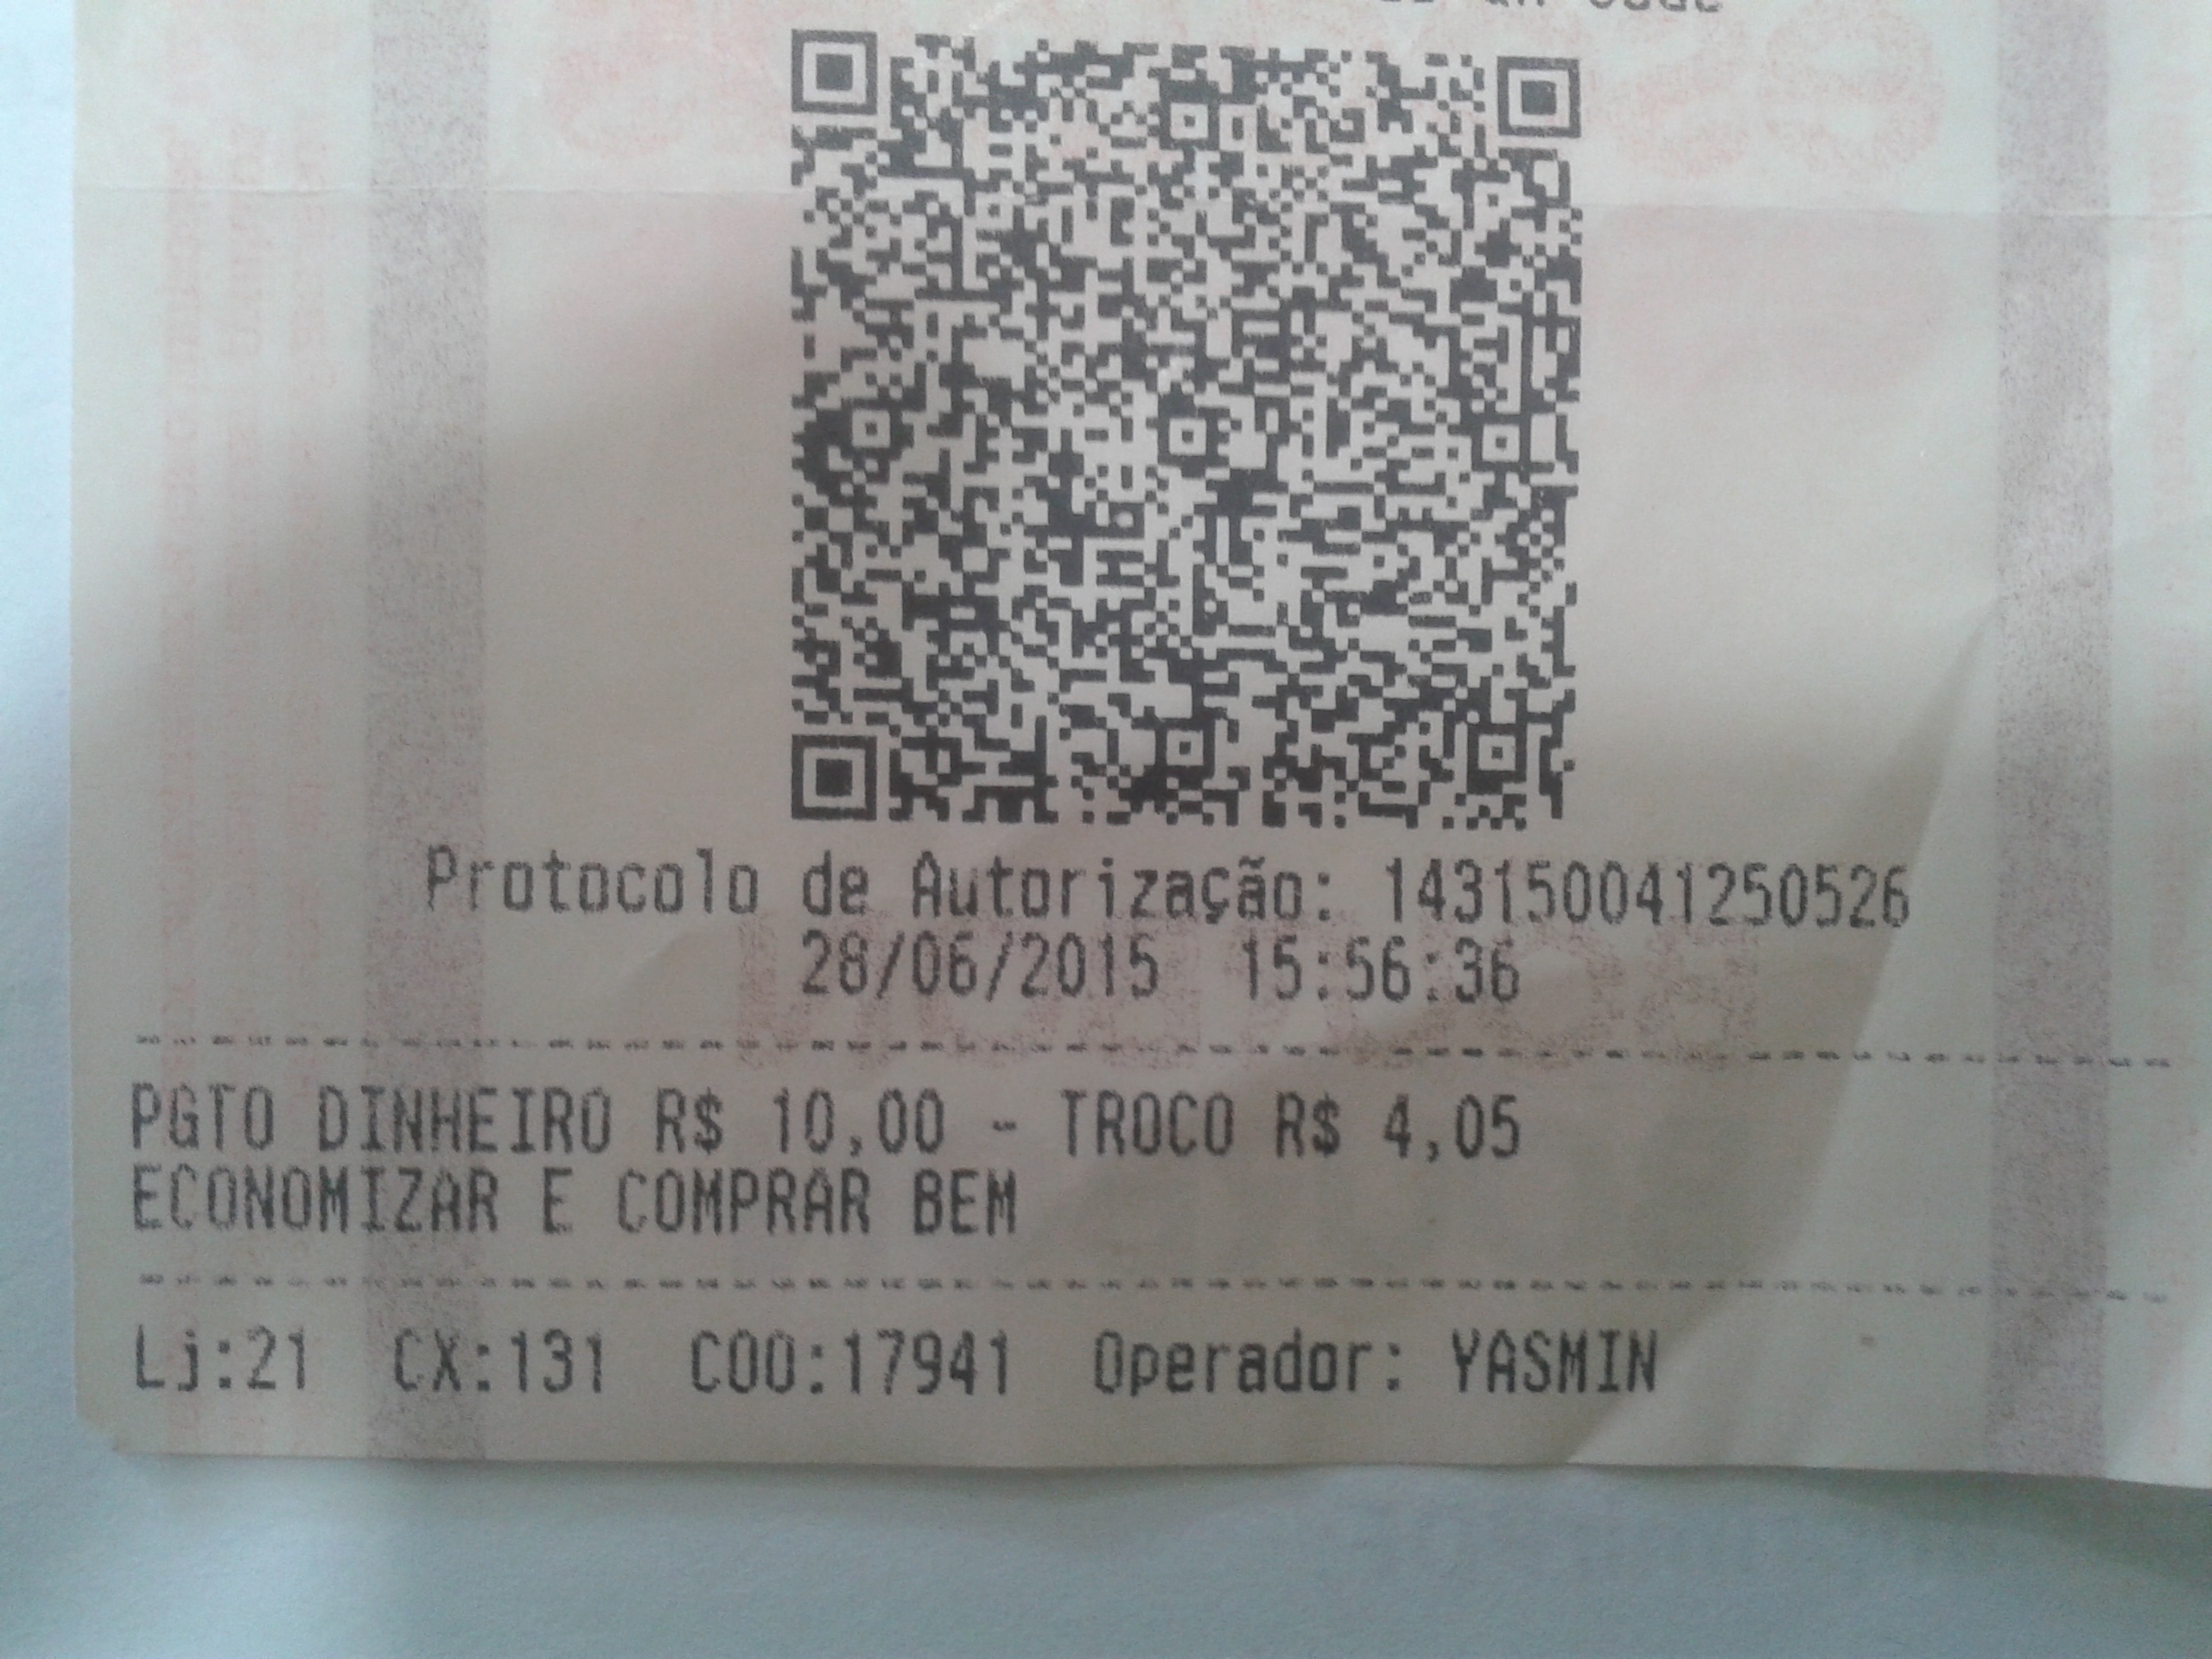 Protocolo de Autorização: 143150041250526
28/06/2015 15:56:36
PGTO DINHEIRO R$ 10,00 - TROCO R$ 4,05
ECONOMIZAR E COMPRAR BEM
Lj:21 CX:131 COO:17941 Operador: YASMIN